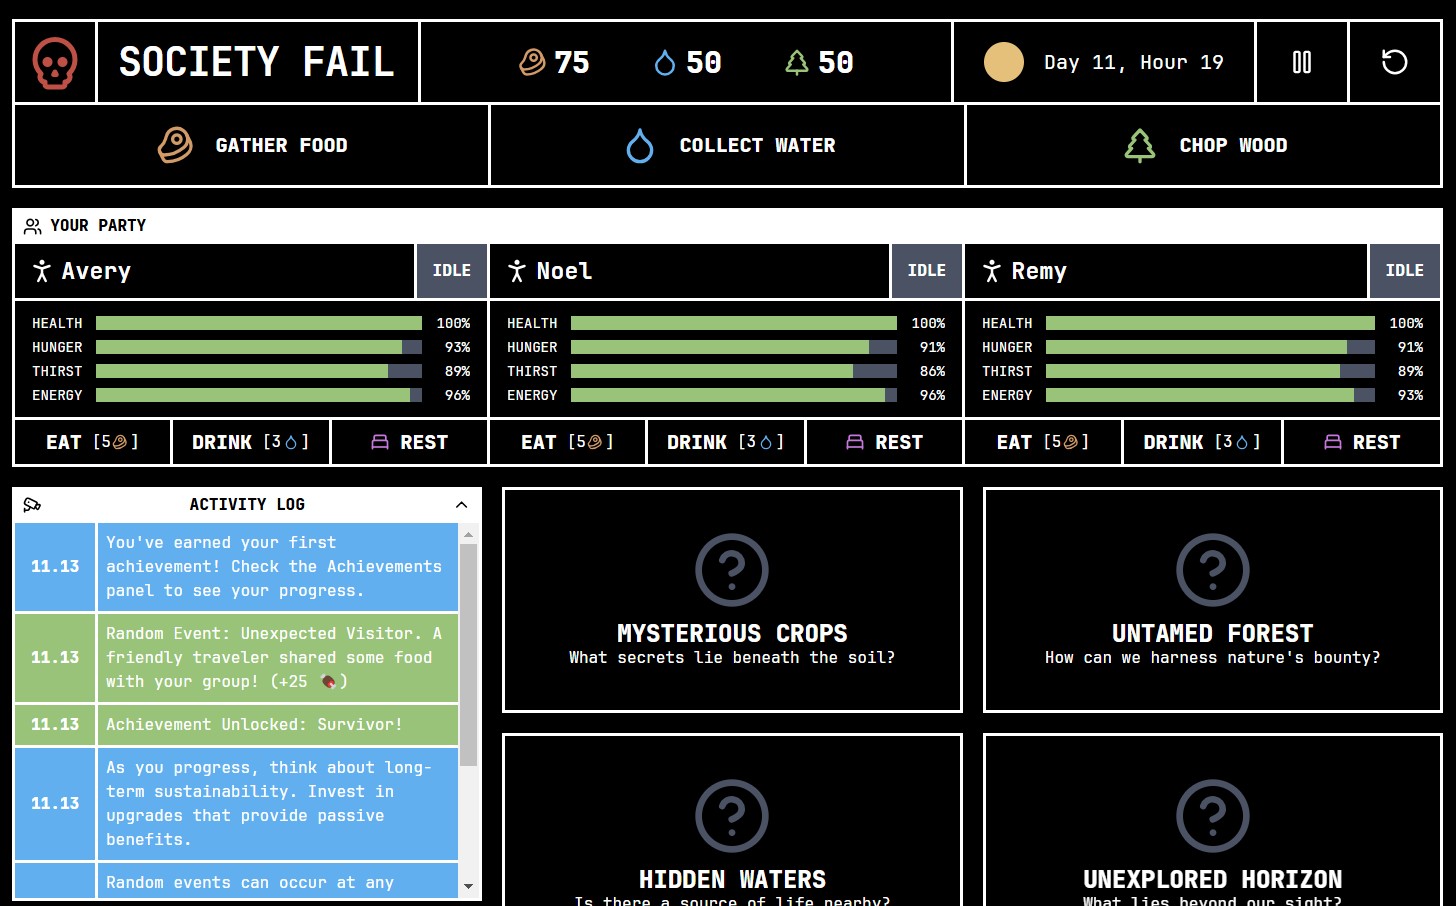 SOCIETY FAIL
75
50
50
Day 11, Hour 19
GATHER FOOD
COLLECT WATER
CHOP WOOD
YOUR PARTY
Avery
IDLE
HEALTH 100%
HUNGER 93%
THIRST 89%
ENERGY 96%
EAT [5]
DRINK [3]
REST
Noel
IDLE
HEALTH 100%
HUNGER 91%
THIRST 86%
ENERGY 96%
EAT [5]
DRINK [3]
REST
Remy
IDLE
HEALTH 100%
HUNGER 91%
THIRST 89%
ENERGY 93%
EAT [5]
DRINK [3]
REST
ACTIVITY LOG
11.13
You've earned your first
achievement! Check the Achievements
panel to see your progress.
11.13
Random Event: Unexpected Visitor. A
friendly traveler shared some food
with your group! (+25 🍖)
11.13
Achievement Unlocked: Survivor!
11.13
As you progress, think about long-
term sustainability. Invest in
upgrades that provide passive
benefits.
Random events can occur at any
MYSTERIOUS CROPS
What secrets lie beneath the soil?
UNTAMED FOREST
How can we harness nature's bounty?
HIDDEN WATERS
Is there a source of life nearby?
UNEXPLORED HORIZON
What lies beyond our sight?